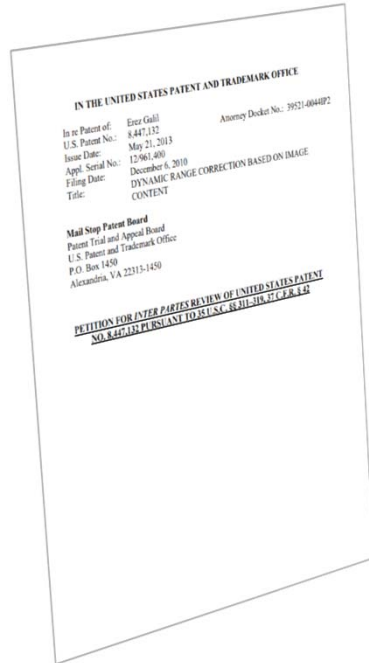 IN THE UNITED STATES PATENT AND TRADEMARK OFFICE
In re Patent of: Erez Galil
U.S. Patent No.: 8,447,132 Attorney Docket No.: 39521-0044IP2
Issue Date: May 21, 2013
Appl. Serial No.: 12/961,400
Filing Date: December 6, 2010
Title: DYNAMIC RANGE CORRECTION BASED ON IMAGE
CONTENT
Mail Stop Patent Board
Patent Trial and Appeal Board
U.S. Patent and Trademark Office
P.O. Box 1450
Alexandria, VA 22313-1450
PETITION FOR INTER PARTES REVIEW OF UNITED STATES PATENT
NO. 8,447,132 PURSUANT TO 35 U.S.C. §§ 311–319, 37 C.F.R. § 42